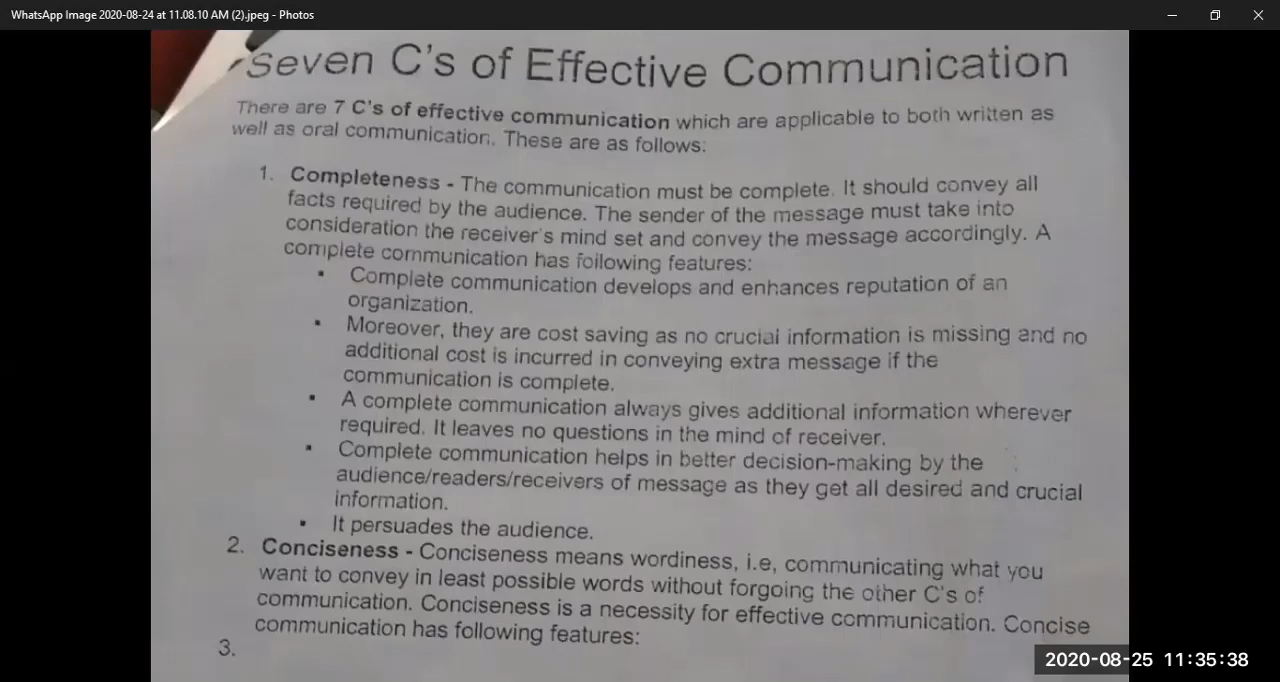 WhatsApp Image 2020-08-24 at 11.08.10 AM (2).jpeg - Photos
Seven C's of Effective Communication
There are 7 C's of effective communication which are applicable to both written as
well as oral communication. These are as follows:
1. Completeness - The communication must be complete. It should convey all
facts required by the audience. The sender of the message must take into
consideration the receiver's mind set and convey the message accordingly. A
complete communication has following features:
▪ Complete communication develops and enhances reputation of an
organization.
▪ Moreover, they are cost saving as no crucial information is missing and no
additional cost is incurred in conveying extra message if the
communication is complete.
▪ A complete communication always gives additional information wherever
required. It leaves no questions in the mind of receiver.
▪ Complete communication helps in better decision-making by the
audience/readers/receivers of message as they get all desired and crucial
information.
▪ It persuades the audience.
2. Conciseness - Conciseness means wordiness, i.e, communicating what you
want to convey in least possible words without forgoing the other C's of
communication. Conciseness is a necessity for effective communication. Concise
communication has following features:
3.
2020-08-25 11:35:38